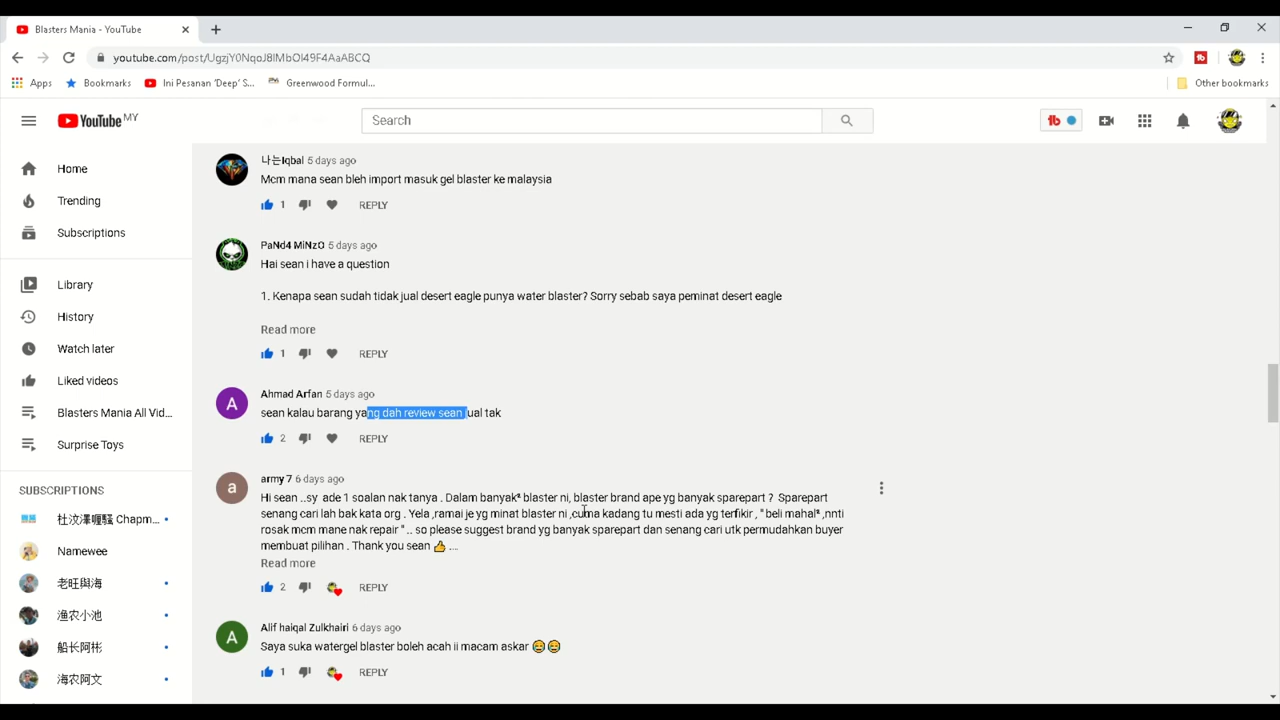 Blasters Mania - YouTube
youtube.com/post/UgzjY0NqoJ8IMbOl49F4AaABCQ
Apps Bookmarks Ini Pesanan 'Deep' S... Greenwood Formul... Other bookmarks
YouTube MY
Search
Home
Trending
Subscriptions
Library
History
Watch later
Liked videos
Blasters Mania All Vid...
Surprise Toys
SUBSCRIPTIONS
杜汶澤喱騷 Chapm...
Namewee
老旺與海
渔农小池
船长阿彬
海农阿文
나는Iqbal 5 days ago
Mcm mana sean bleh import masuk gel blaster ke malaysia
1 REPLY
PaNd4 MiNzO 5 days ago
Hai sean i have a question
1. Kenapa sean sudah tidak jual desert eagle punya water blaster? Sorry sebab saya peminat desert eagle
Read more
1 REPLY
A
Ahmad Arfan 5 days ago
sean kalau barang yang dah review sean jual tak
2 REPLY
a
army 7 6 days ago
Hi sean ..sy ade 1 soalan nak tanya . Dalam banyak² blaster ni, blaster brand ape yg banyak sparepart ? Sparepart
senang cari lah bak kata org . Yela ,ramai je yg minat blaster ni ,cuma kadang tu mesti ada yg terfikir , " beli mahal² ,nnti
rosak mcm mane nak repair " .. so please suggest brand yg banyak sparepart dan senang cari utk permudahkan buyer
membuat pilihan . Thank you sean 👍 ...
Read more
2 REPLY
A
Alif haiqal Zulkhairi 6 days ago
Saya suka watergel blaster boleh acah ii macam askar 😂😂
1 REPLY